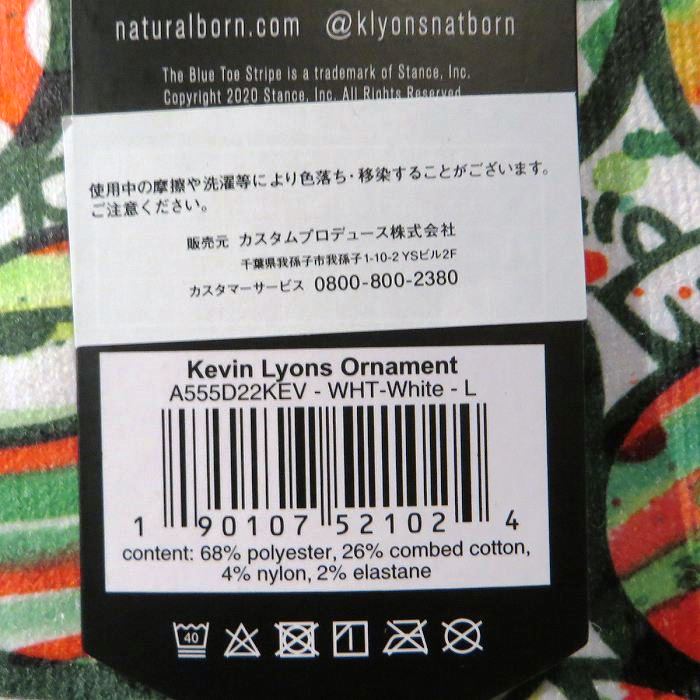 naturalborn.com @klyonsnatborn
The Blue Toe Stripe is a trademark of Stance, Inc.
Copyright 2020 Stance, Inc. All Rights Reserved
使用中の摩擦や洗濯等により色落ち・移染することがございます。
ご注意ください。
販売元 カスタムプロデュース株式会社
千葉県我孫子市我孫子1-10-2 YSビル2F
カスタマーサービス 0800-800-2380
Kevin Lyons Ornament
A555D22KEV - WHT-White - L
1 90107 52102 4
content: 68% polyester, 26% combed cotton,
4% nylon, 2% elastane
40